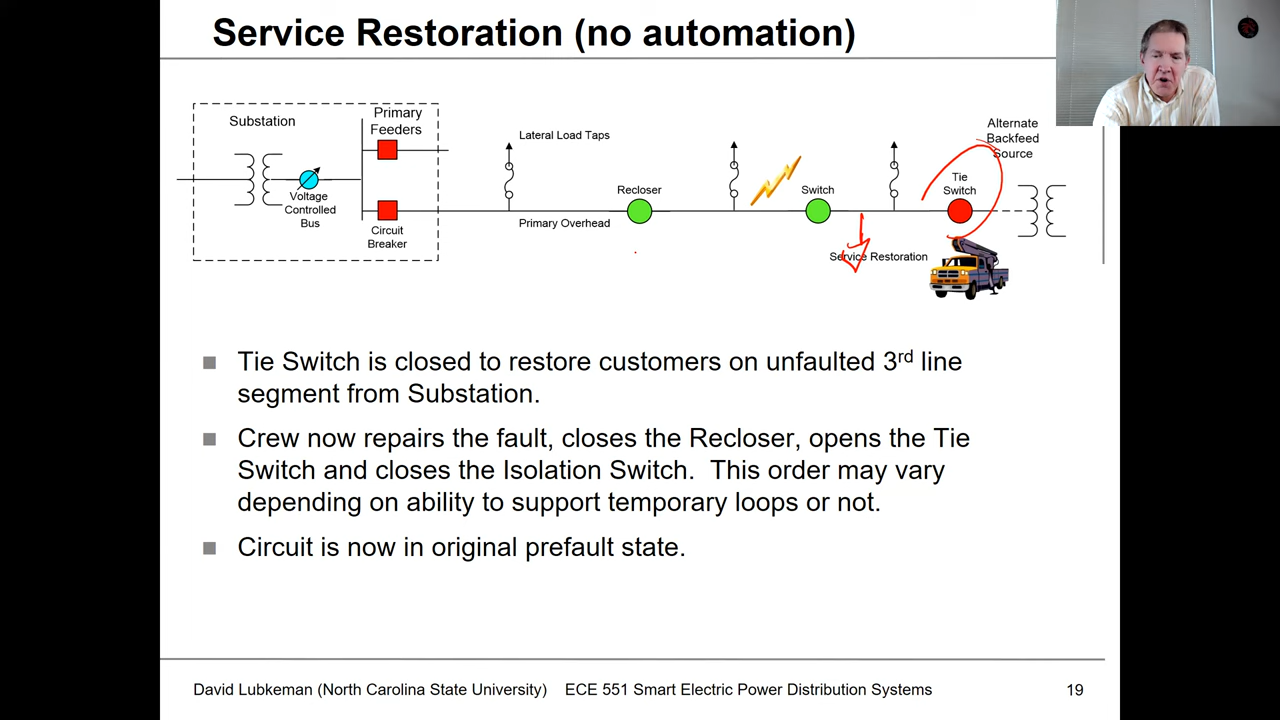 Service Restoration (no automation)
Substation
Primary
Feeders
Voltage
Controlled
Bus
Circuit
Breaker
Lateral Load Taps
Recloser
Primary Overhead
Switch
Service Restoration
Tie
Switch
Alternate
Backfeed
Source
Tie Switch is closed to restore customers on unfaulted 3rd line
segment from Substation.
Crew now repairs the fault, closes the Recloser, opens the Tie
Switch and closes the Isolation Switch. This order may vary
depending on ability to support temporary loops or not.
Circuit is now in original prefault state.
David Lubkeman (North Carolina State University) ECE 551 Smart Electric Power Distribution Systems 19